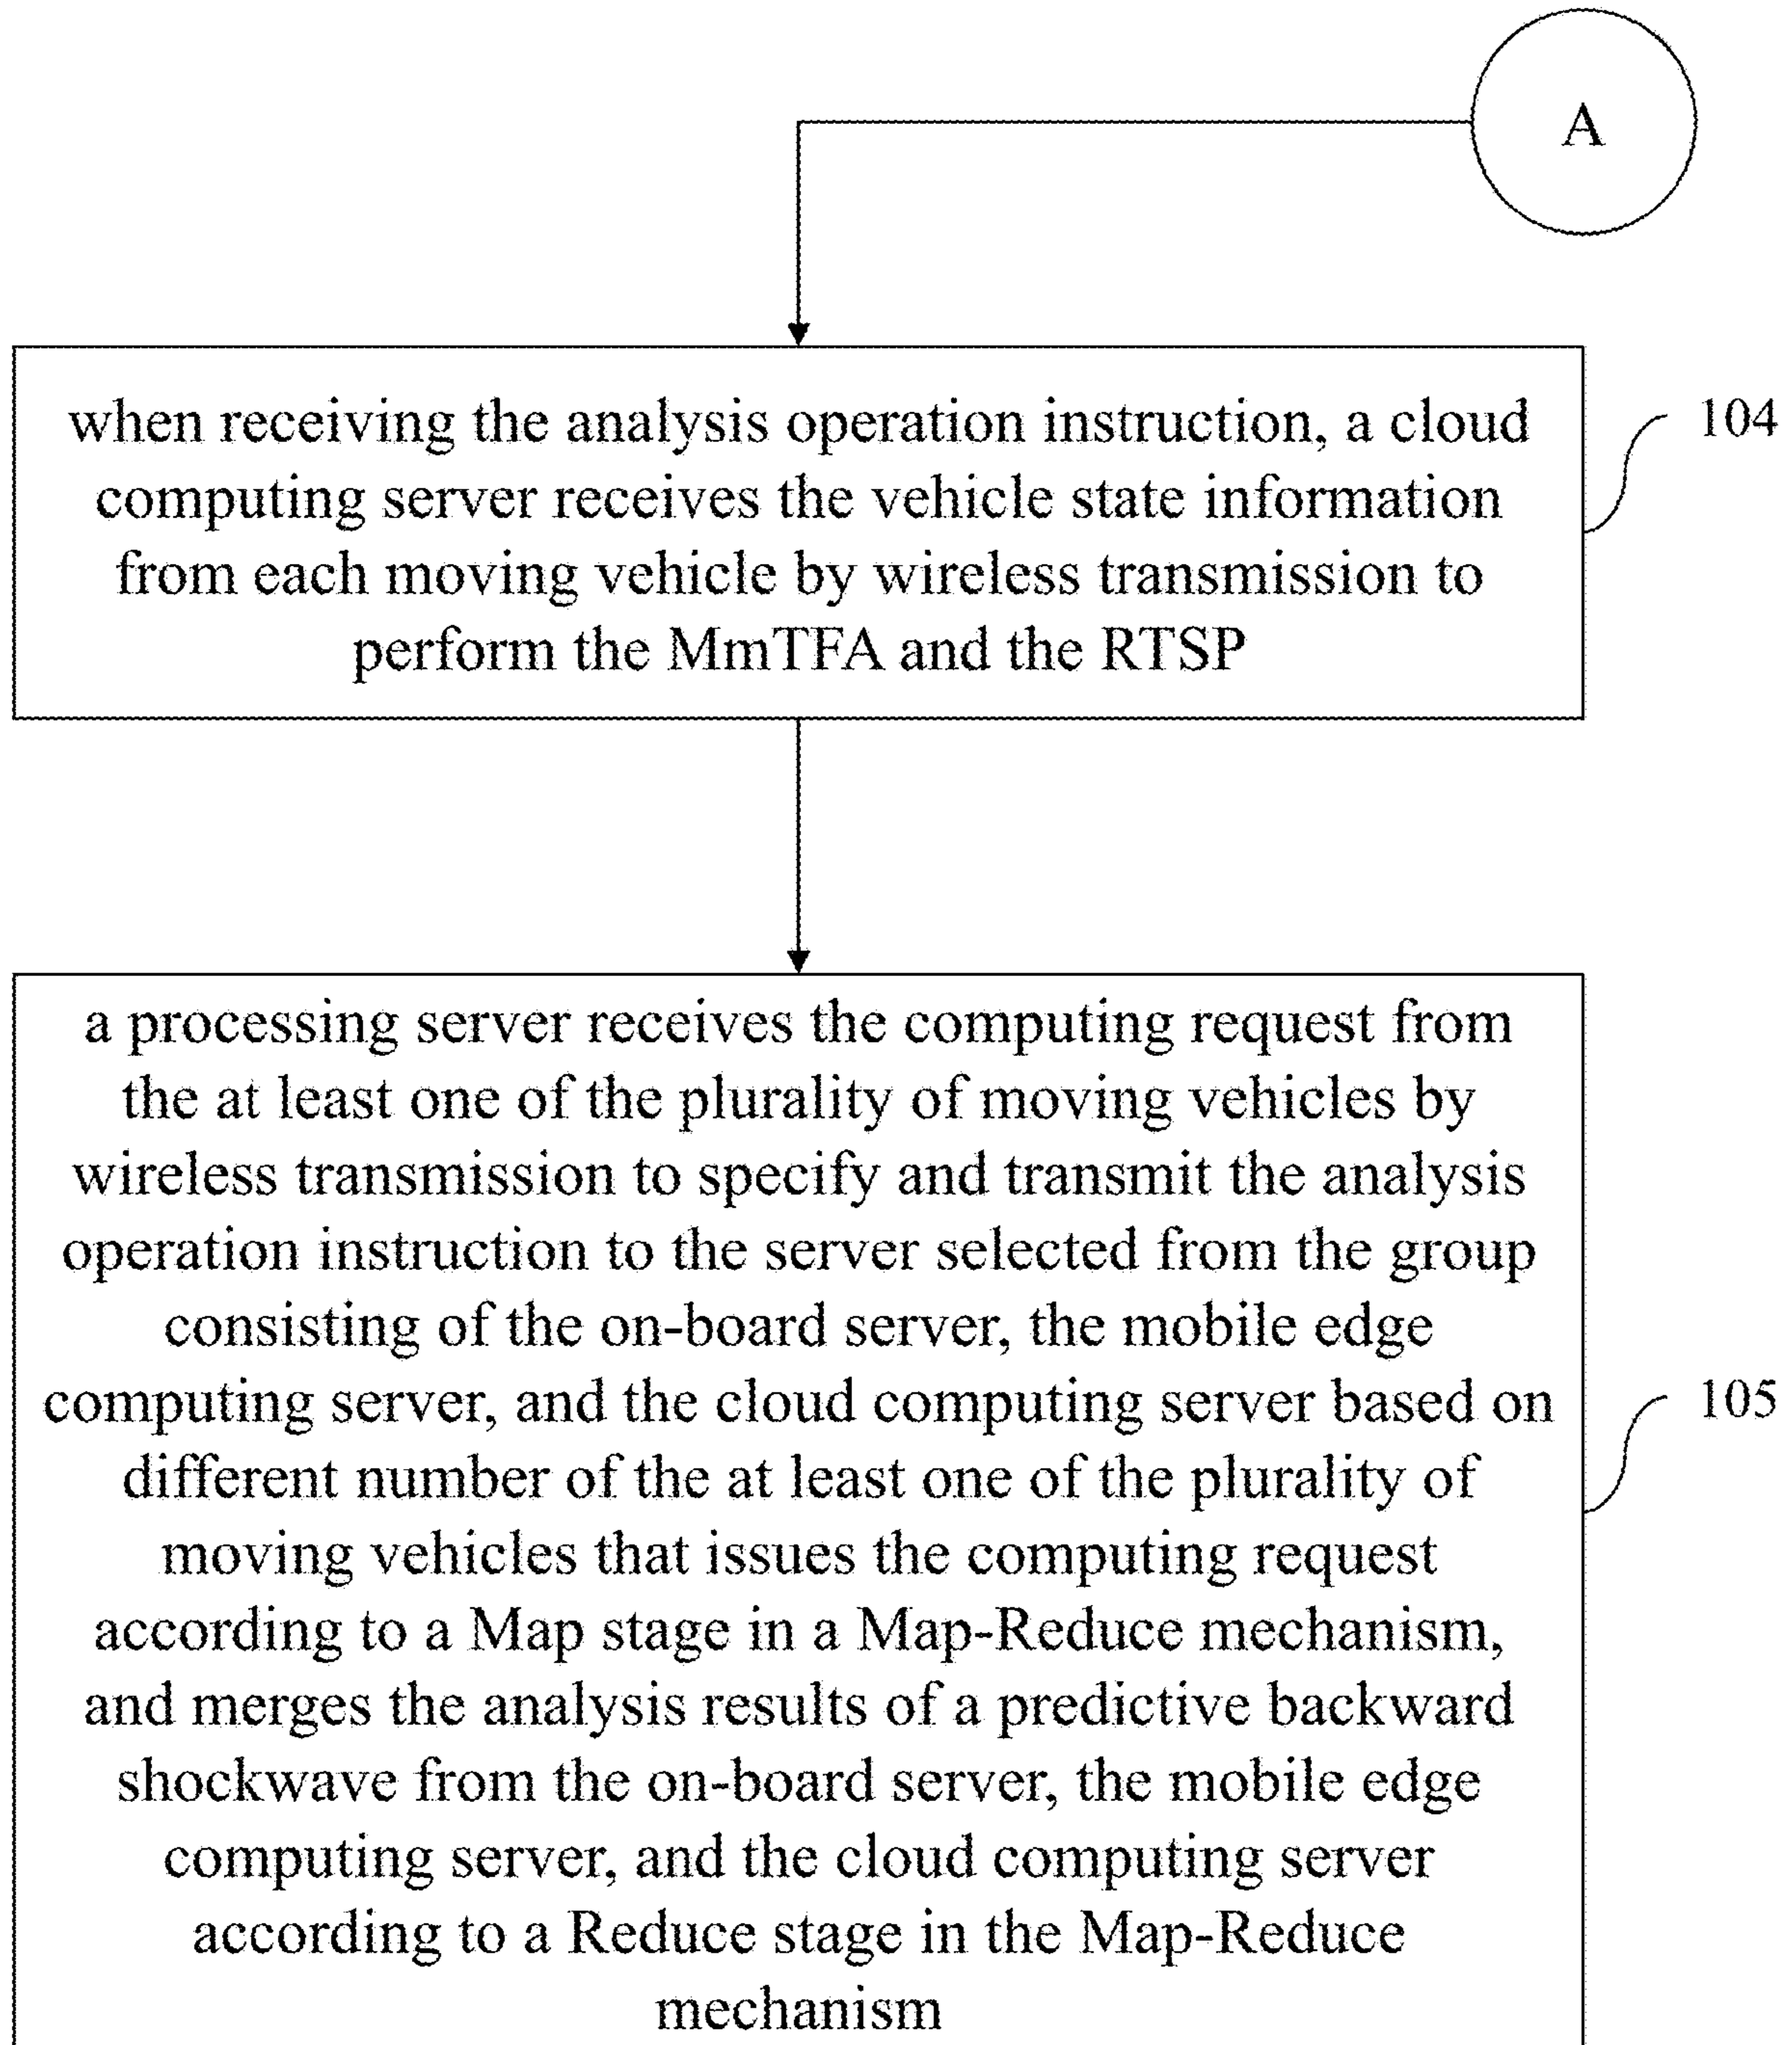 A
when receiving the analysis operation instruction, a cloud
computing server receives the vehicle state information
from each moving vehicle by wireless transmission to
perform the MmTFA and the RTSP
104
a processing server receives the computing request from
the at least one of the plurality of moving vehicles by
wireless transmission to specify and transmit the analysis
operation instruction to the server selected from the group
consisting of the on-board server, the mobile edge
computing server, and the cloud computing server based on
different number of the at least one of the plurality of
moving vehicles that issues the computing request
according to a Map stage in a Map-Reduce mechanism,
and merges the analysis results of a predictive backward
shockwave from the on-board server, the mobile edge
computing server, and the cloud computing server
according to a Reduce stage in the Map-Reduce
mechanism
105